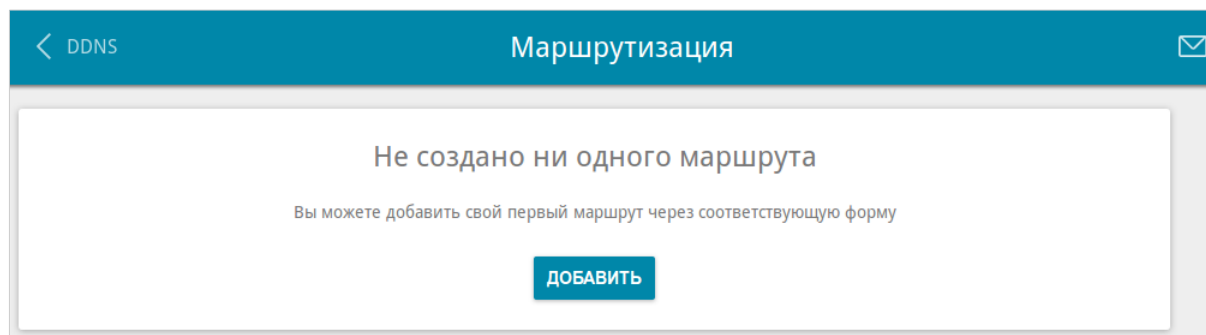 DDNS
Маршрутизация
Не создано ни одного маршрута
Вы можете добавить свой первый маршрут через соответствующую форму
ДОБАВИТЬ